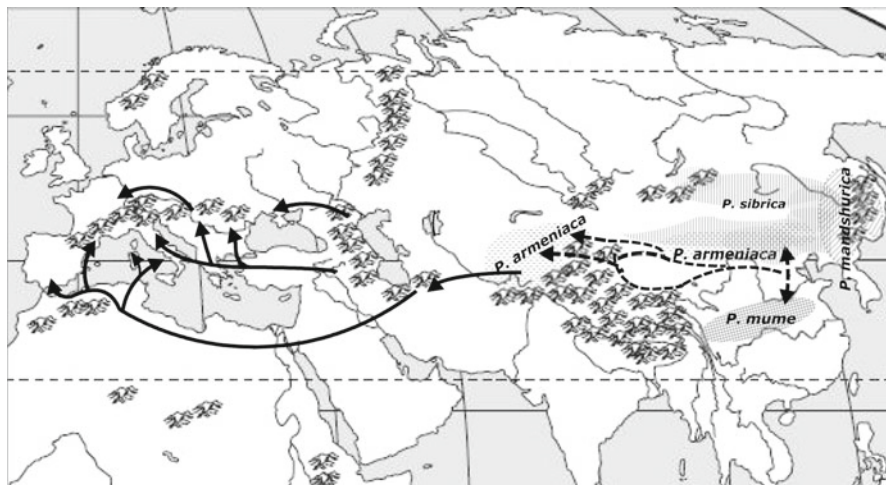 P. sibrica
P. mandshurica
P. armeniaca
P. armeniaca
P. mume